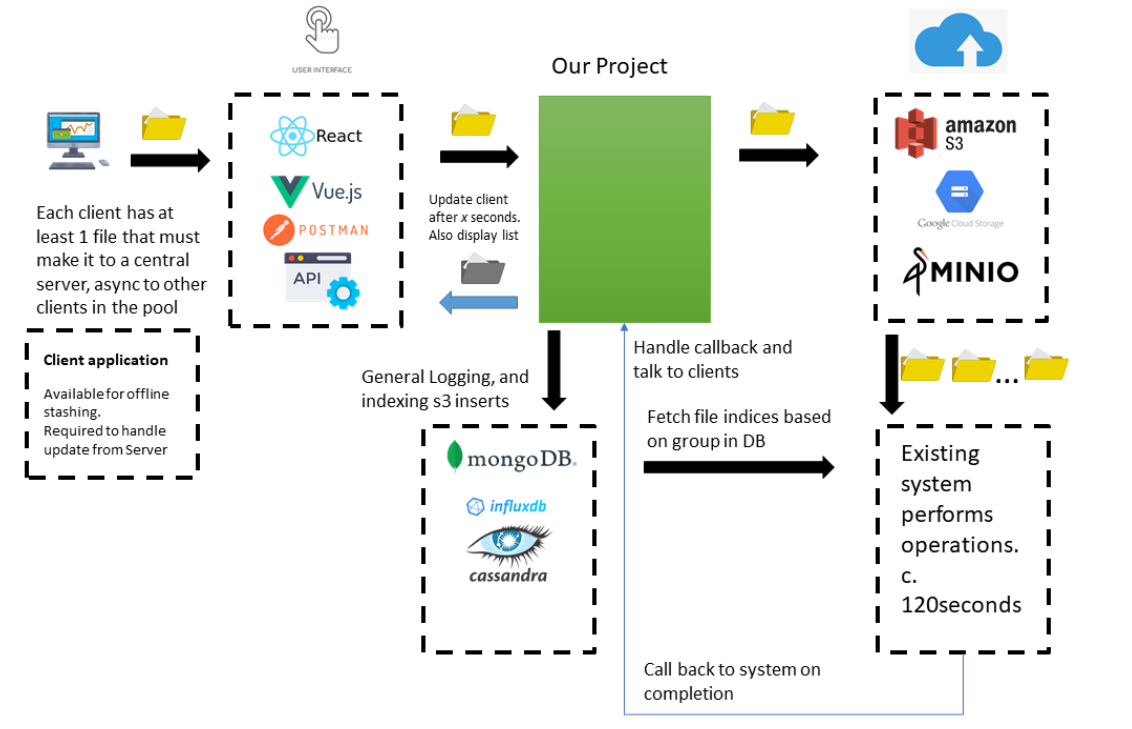 USER INTERFACE
Our Project
React
Vue.js
POSTMAN
API
Each client has at
least 1 file that must
make it to a central
server, async to other
clients in the pool
Client application
Available for offline
stashing.
Required to handle
update from Server
Update client
after x seconds.
Also display list
amazon
S3
Google Cloud Storage
MINIO
General Logging, and
indexing s3 inserts
Handle callback and
talk to clients
...
Fetch file indices based
on group in DB
mongoDB®
influxdb
cassandra
Existing
system
performs
operations.
c.
120seconds
Call back to system on
completion